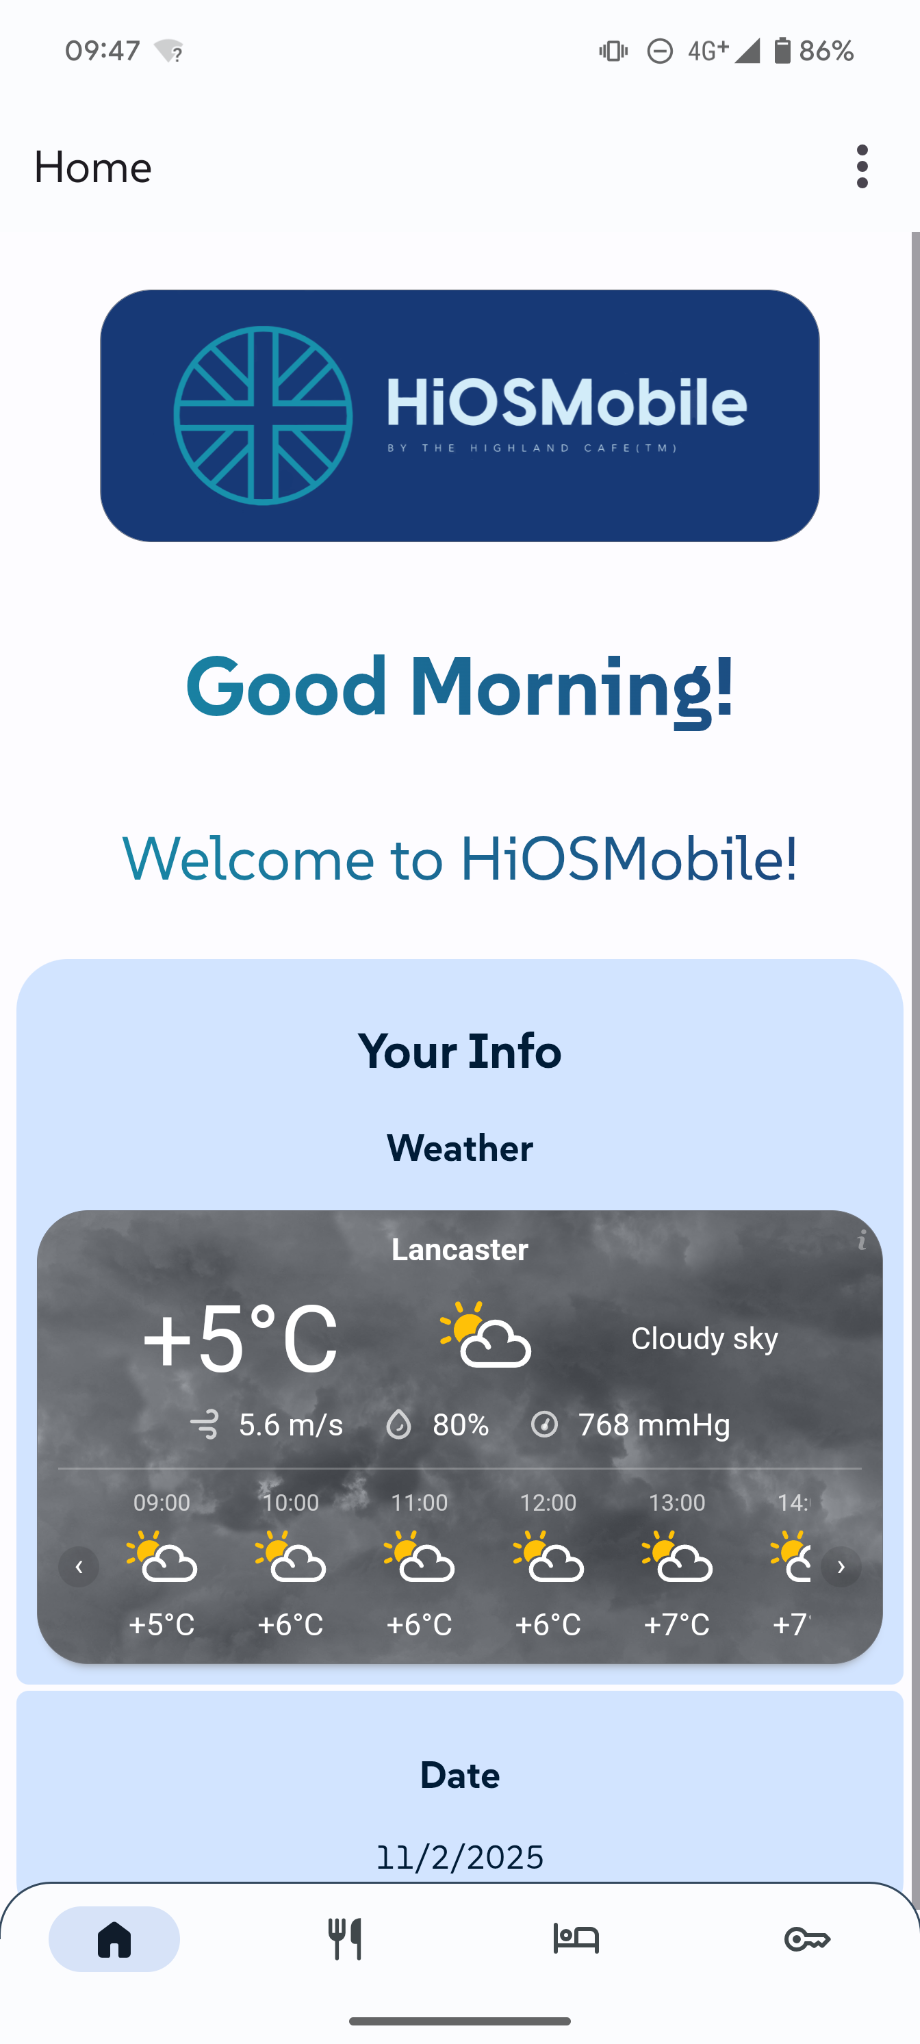 09:47
4G+ 86%
Home
HiOSMobile
BY THE HIGHLAND CAFE(TM)
Good Morning!
Welcome to HiOSMobile!
Your Info
Weather
Lancaster
+5°C
Cloudy sky
5.6 m/s 80% 768 mmHg
09:00 10:00 11:00 12:00 13:00 14:
+5°C +6°C +6°C +6°C +7°C +7°
Date
11/2/2025